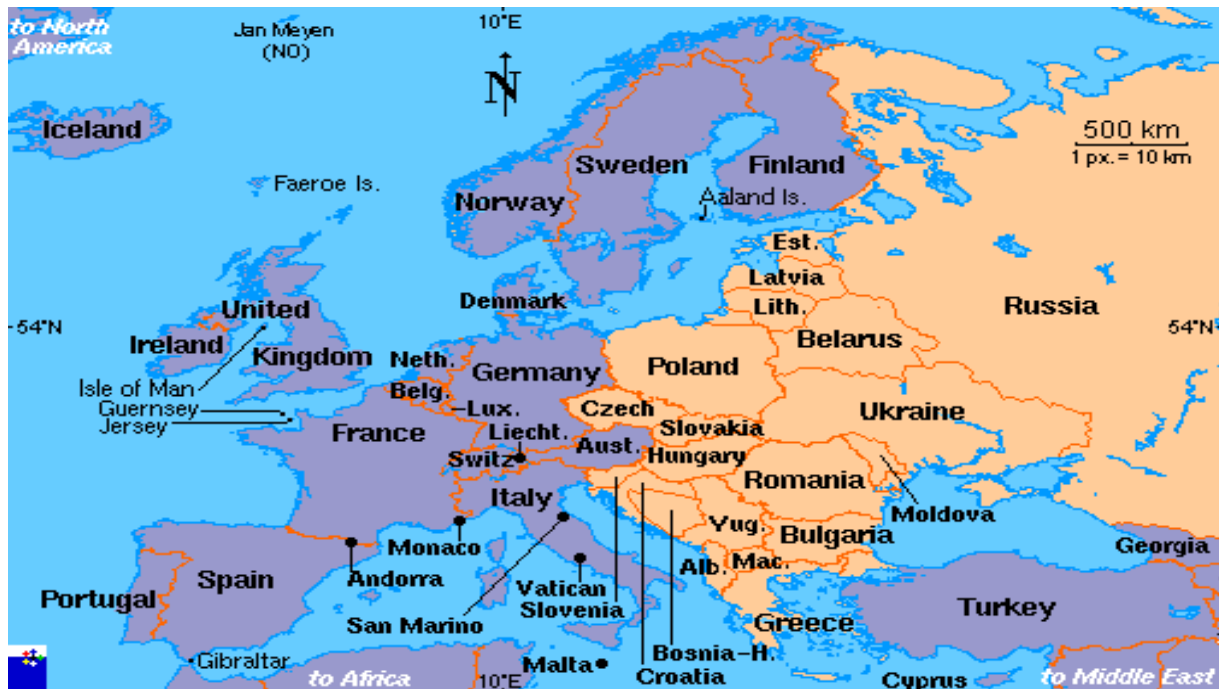 to North
America
Jan Meyen
(NO)
10°E
N
Iceland
500 km
1 px. = 10 km
Sweden
Finland
Faeroe Is.
Norway
Aaland Is.
Est.
Latvia
Denmark
Lith.
Russia
United
54°N
54°N
Ireland
Kingdom
Belarus
Neth.
Germany
Poland
Isle of Man
Belg.
Guernsey
Lux.
Czech
Ukraine
Jersey
France
Liecht.
Slovakia
Aust.
Switz
Hungary
Romania
Italy
Moldova
Yug.
Bulgaria
Monaco
Georgia
Andorra
Alb.
Mac.
Spain
Vatican
Portugal
Slovenia
Turkey
San Marino
Greece
Bosnia-H.
Gibraltar
Malta
Croatia
to Africa
10°E
Cyprus
to Middle East